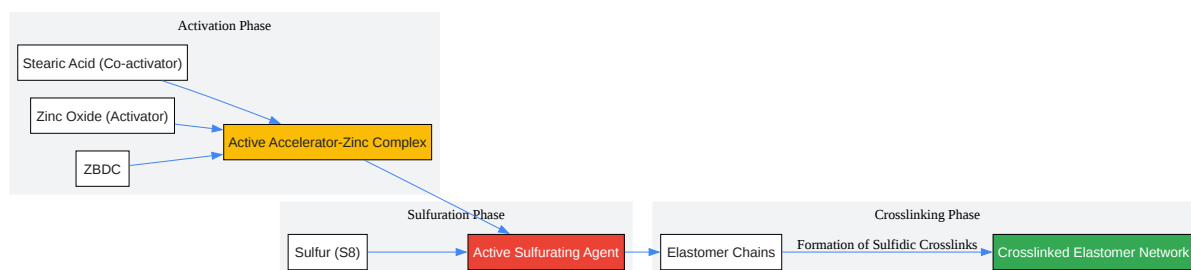 Activation Phase
Stearic Acid (Co-activator)
Zinc Oxide (Activator)
Active Accelerator-Zinc Complex
ZBDC
Sulfuration Phase
Sulfur (S8)
Active Sulfurating Agent
Crosslinking Phase
Elastomer Chains
Formation of Sulfidic Crosslinks
Crosslinked Elastomer Network